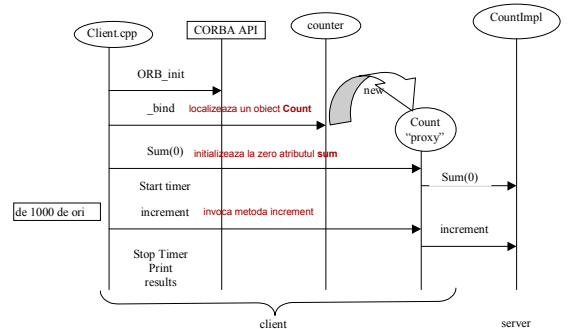 Client.cpp
CORBA API
counter
CountImpl
ORB_init
new
_bind localizeaza un obiect Count
Count
"proxy"
Sum(0) initializeaza la zero atributul sum
Sum(0)
Start timer
de 1000 de ori
increment invoca metoda increment
increment
Stop Timer
Print
results
client
server